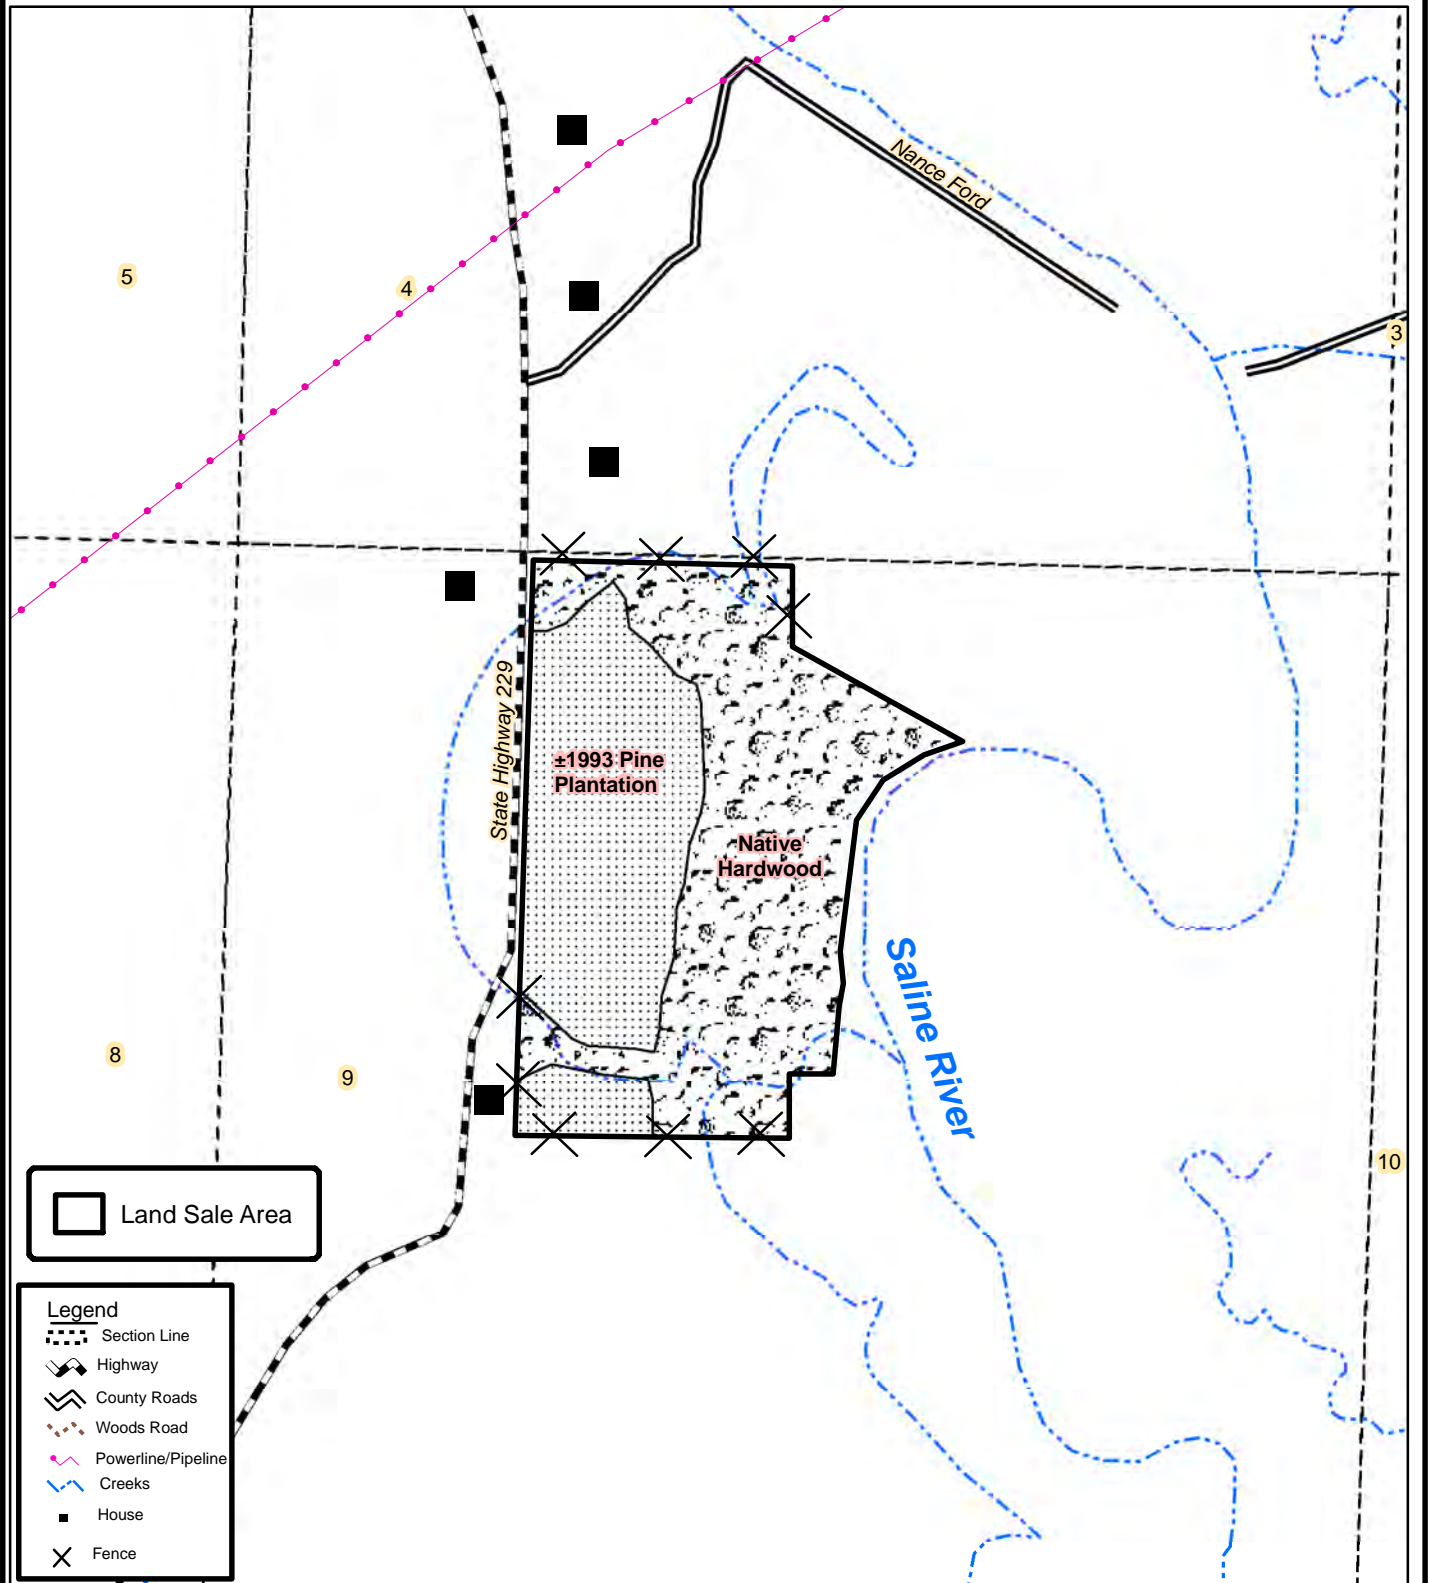 Nance Ford
5
4
3
State Highway 229
±1993 Pine
Plantation
Native
Hardwood
Saline River
8
9
10
Land Sale Area
Legend
Section Line
Highway
County Roads
Woods Road
Powerline/Pipeline
Creeks
House
Fence